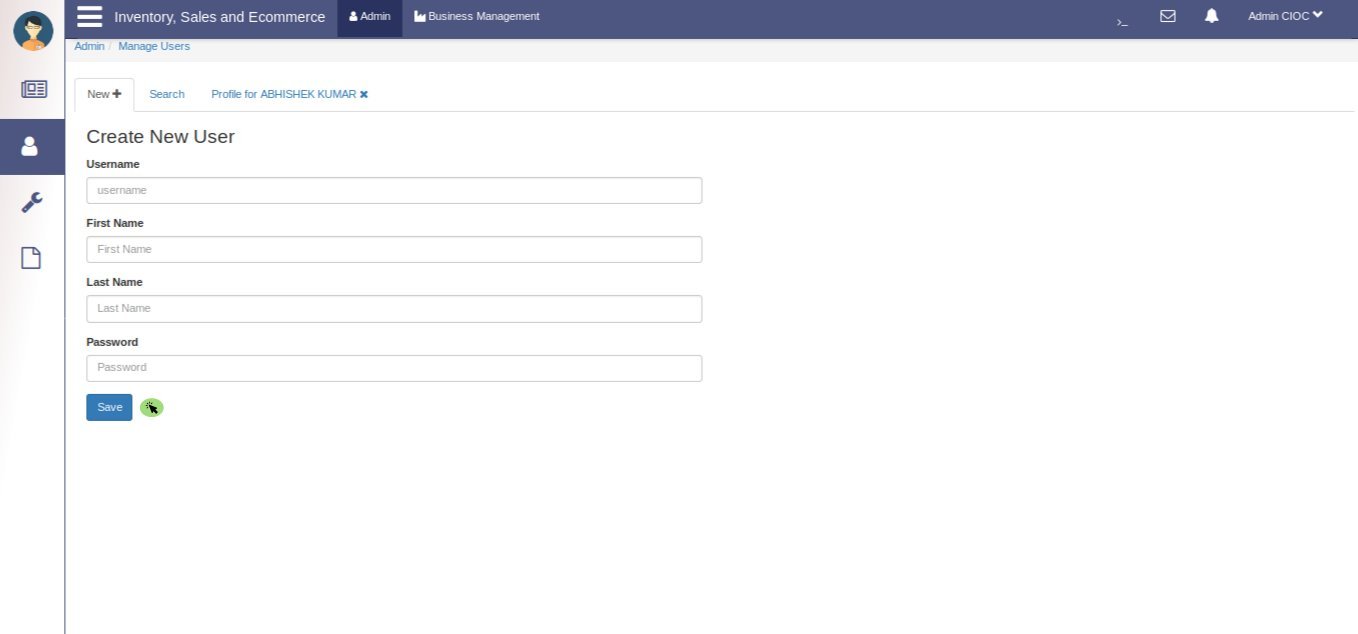 Inventory, Sales and Ecommerce Admin Business Management >_ Admin CIOC
Admin / Manage Users
New Search Profile for ABHISHEK KUMAR
Create New User
Username
username
First Name
First Name
Last Name
Last Name
Password
Password
Save